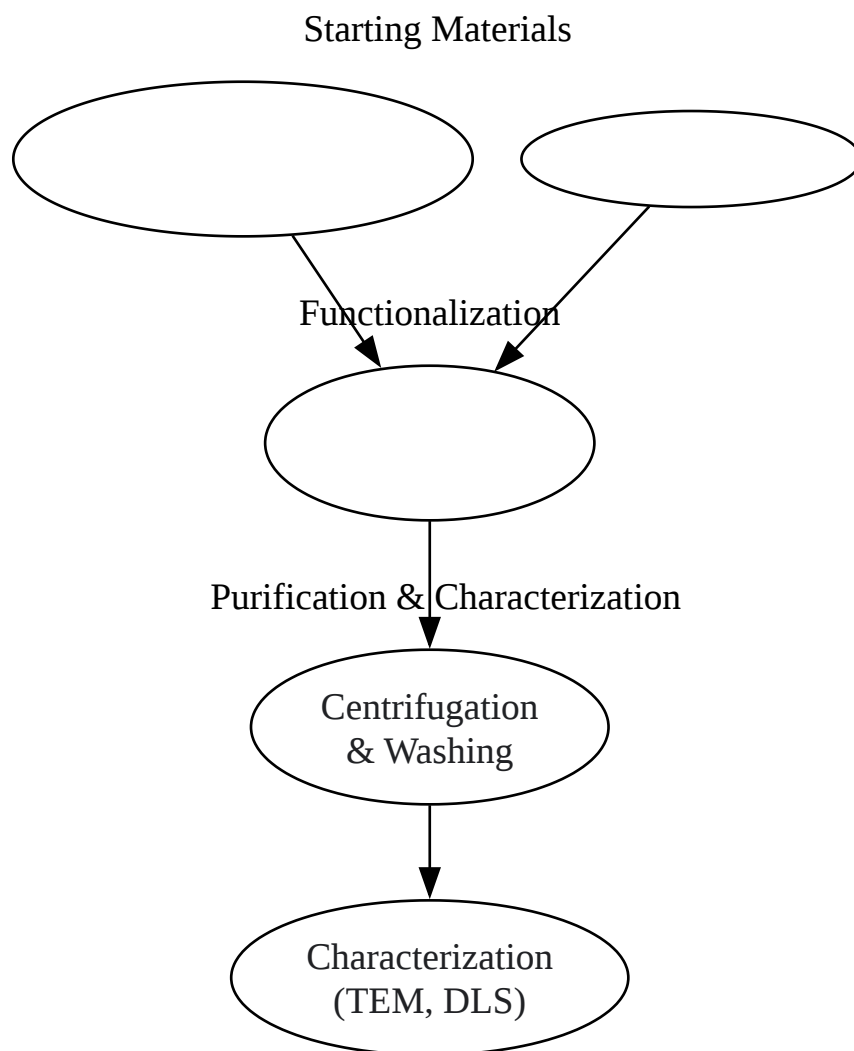 Starting Materials
Functionalization
Purification & Characterization
Centrifugation
& Washing
Characterization
(TEM, DLS)